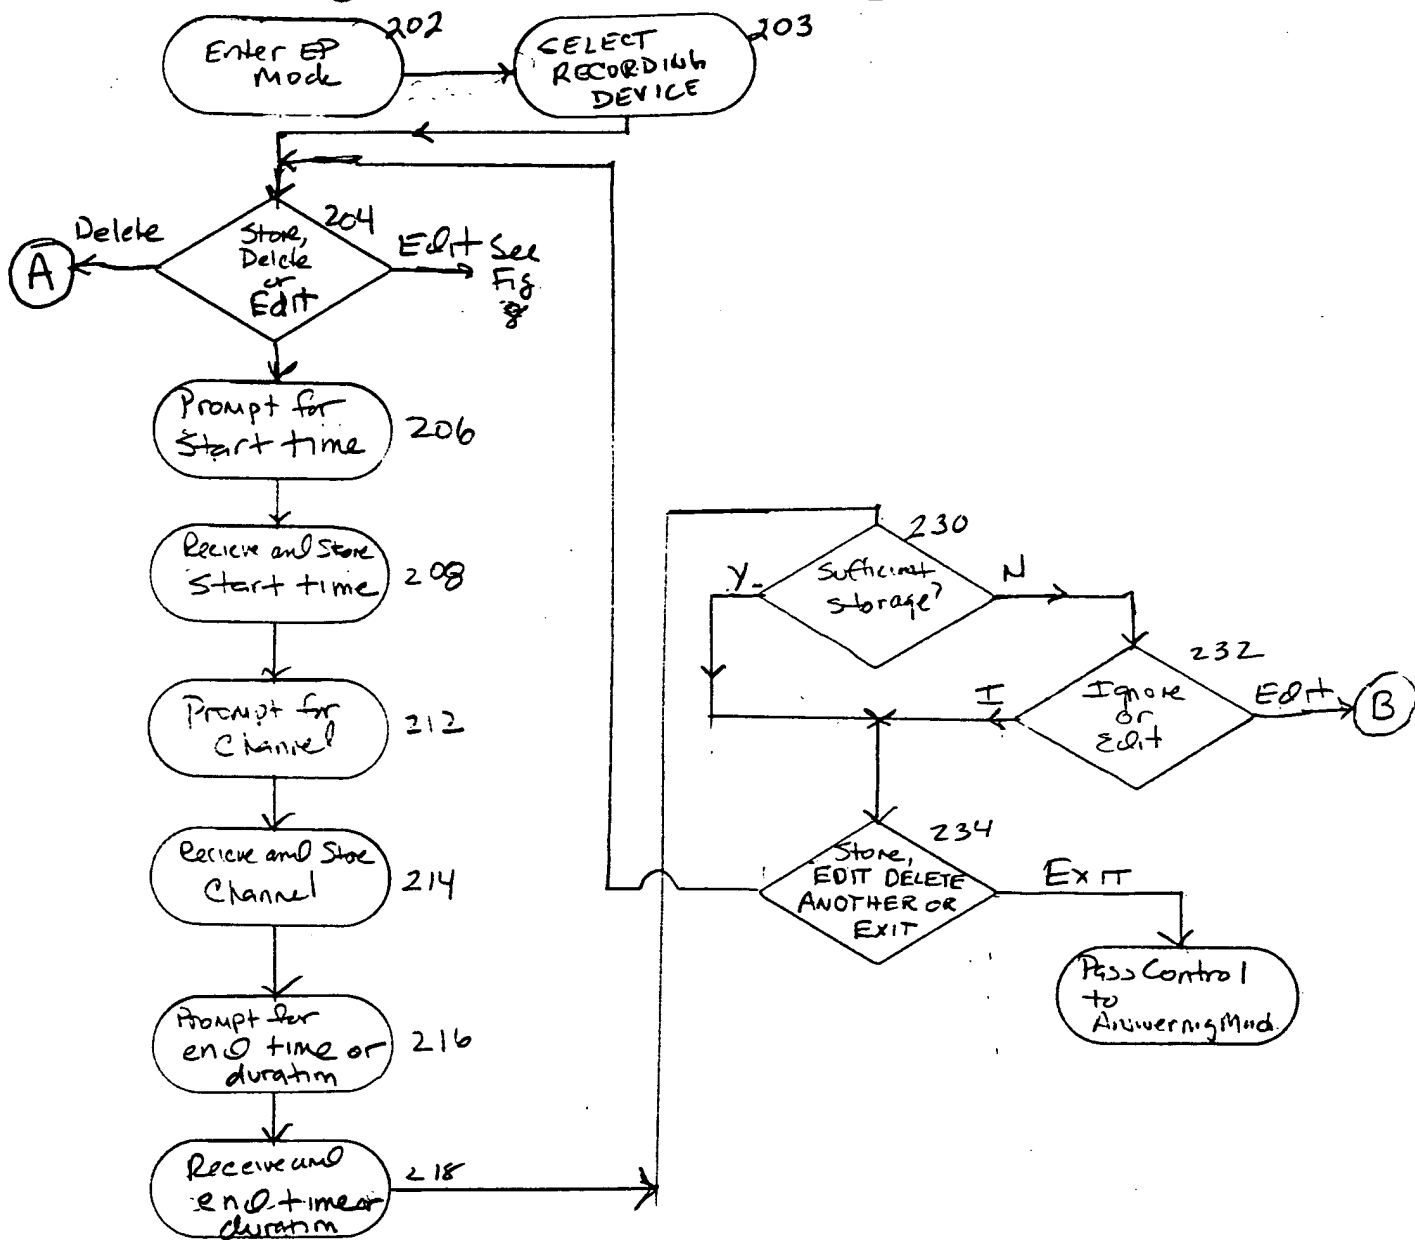 202
Enter EP
Mode
203
SELECT
RECORDING
DEVICE
204
Store,
Delete
or
Edit
Delete
A
Edit See
Fig
8
Prompt for
Start time
206
Recieve and Store
Start time
208
Prompt for
Channel
212
Recieve and Store
Channel
214
Prompt for
end time or
duration
216
Receive and
end time or
duration
218
230
Sufficient
Storage?
Y
N
232
Ignore
or
Edit
I
Edit
B
234
Store,
EDIT DELETE
ANOTHER OR
EXIT
EXIT
Pass Control
to
Answering Mod.